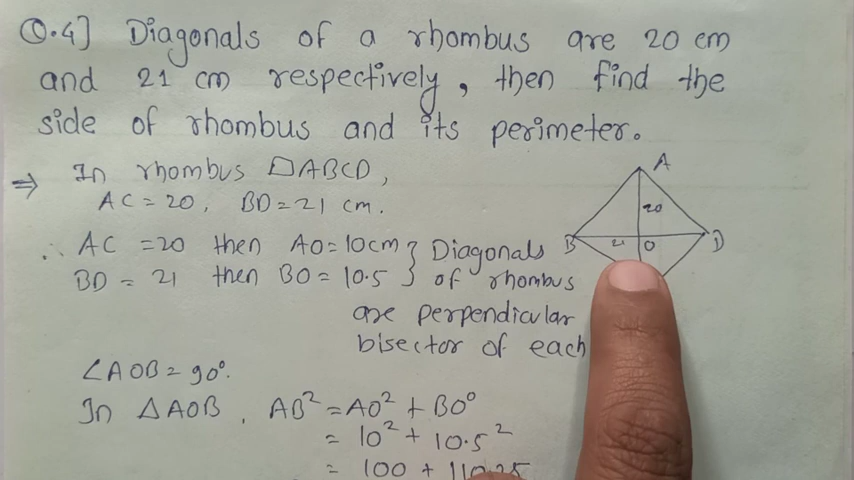 Q.4] Diagonals of a rhombus are 20 cm
and 21 cm respectively, then find the
side of rhombus and its perimeter.
⇒ In rhombus □ABCD,
AC = 20, BD = 21 cm.
∴ AC = 20 then AO = 10cm } Diagonals
BD = 21 then BO = 10.5 } of rhombus
are perpendicular
bisector of each
∠AOB = 90°.
In △AOB, AB² = AO² + BO°
= 10² + 10.5²
= 100 + 110.25
A
20
B
21
O
D